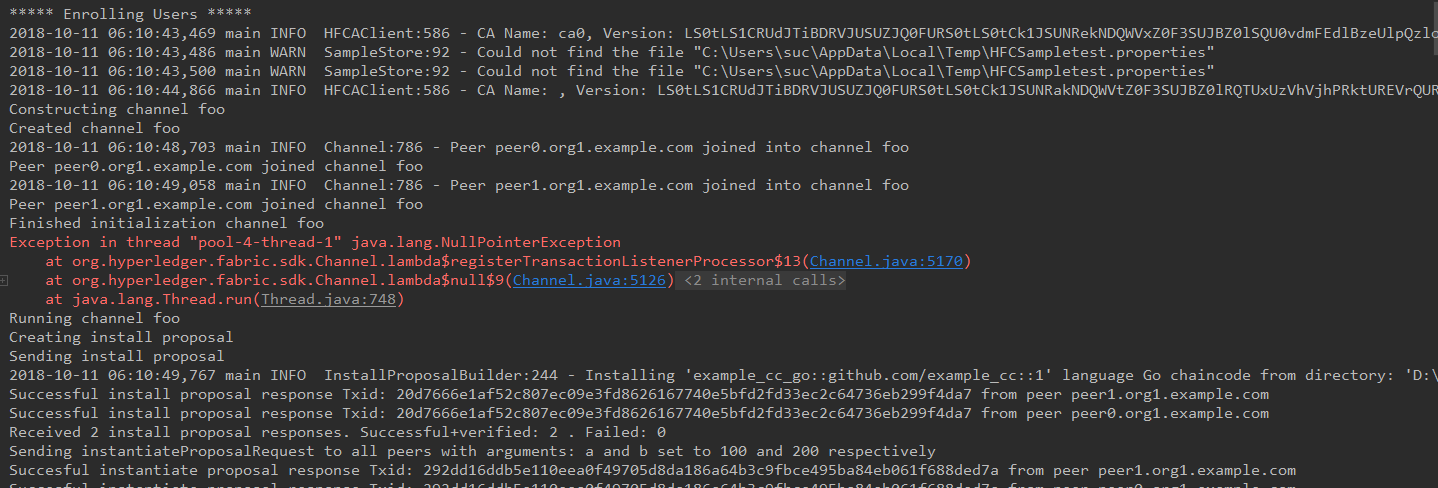 ***** Enrolling Users *****
2018-10-11 06:10:43,469 main INFO  HFCAClient:586 - CA Name: ca0, Version:
2018-10-11 06:10:43,486 main WARN  SampleStore:92 - Could not find the file "C:\Users\suc\AppData\Local\Temp\HFCSampletest.properties"
2018-10-11 06:10:43,500 main WARN  SampleStore:92 - Could not find the file "C:\Users\suc\AppData\Local\Temp\HFCSampletest.properties"
2018-10-11 06:10:44,866 main INFO  HFCAClient:586 - CA Name: , Version:
Constructing channel foo
Created channel foo
2018-10-11 06:10:48,703 main INFO  Channel:786 - Peer peer0.org1.example.com joined into channel foo
Peer peer0.org1.example.com joined channel foo
2018-10-11 06:10:49,058 main INFO  Channel:786 - Peer peer1.org1.example.com joined into channel foo
Peer peer1.org1.example.com joined channel foo
Finished initialization channel foo
Exception in thread "pool-4-thread-1" java.lang.NullPointerException
at org.hyperledger.fabric.sdk.Channel.lambda$registerTransactionListenerProcessor$13(Channel.java:5170)
at org.hyperledger.fabric.sdk.Channel.lambda$null$9(Channel.java:5126) <2 internal calls>
at java.lang.Thread.run(Thread.java:748)
Running channel foo
Creating install proposal
Sending install proposal
2018-10-11 06:10:49,767 main INFO  InstallProposalBuilder:244 - Installing 'example_cc_go::github.com/example_cc::1' language Go chaincode from directory: 'D:\
Successful install proposal response Txid: 20d7666e1af52c807ec09e3fd8626167740e5bfd2fd33ec2c64736eb299f4da7 from peer peer1.org1.example.com
Successful install proposal response Txid: 20d7666e1af52c807ec09e3fd8626167740e5bfd2fd33ec2c64736eb299f4da7 from peer peer0.org1.example.com
Received 2 install proposal responses. Successful+verified: 2 . Failed: 0
Sending instantiateProposalRequest to all peers with arguments: a and b set to 100 and 200 respectively
Succesful instantiate proposal response Txid: 292dd16ddb5e110eea0f49705d8da186a64b3c9fbce495ba84eb061f688ded7a from peer peer1.org1.example.com